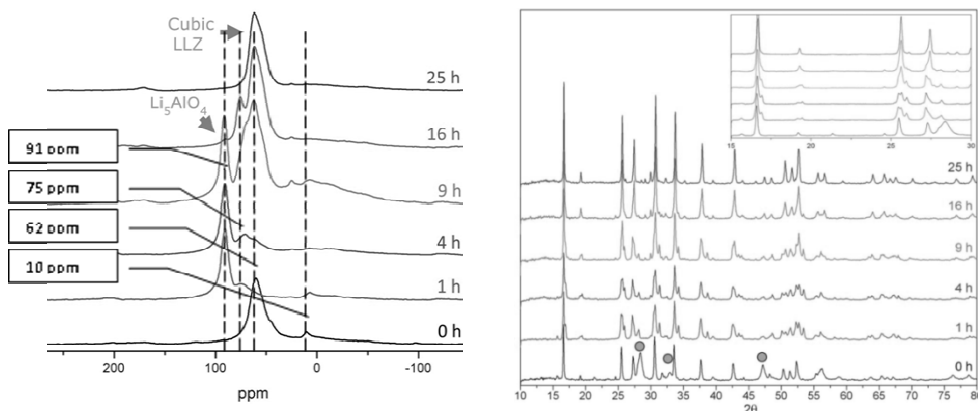 Cubic
LLZ
25 h
Li5AlO4
16 h
91 ppm
9 h
75 ppm
62 ppm
4 h
10 ppm
1 h
0 h
200 100 0 -100
ppm
15 20 25 30
25 h
16 h
9 h
4 h
1 h
0 h
10 15 20 25 30 35 40 45 50 55 60 65 70 75 80
2θ